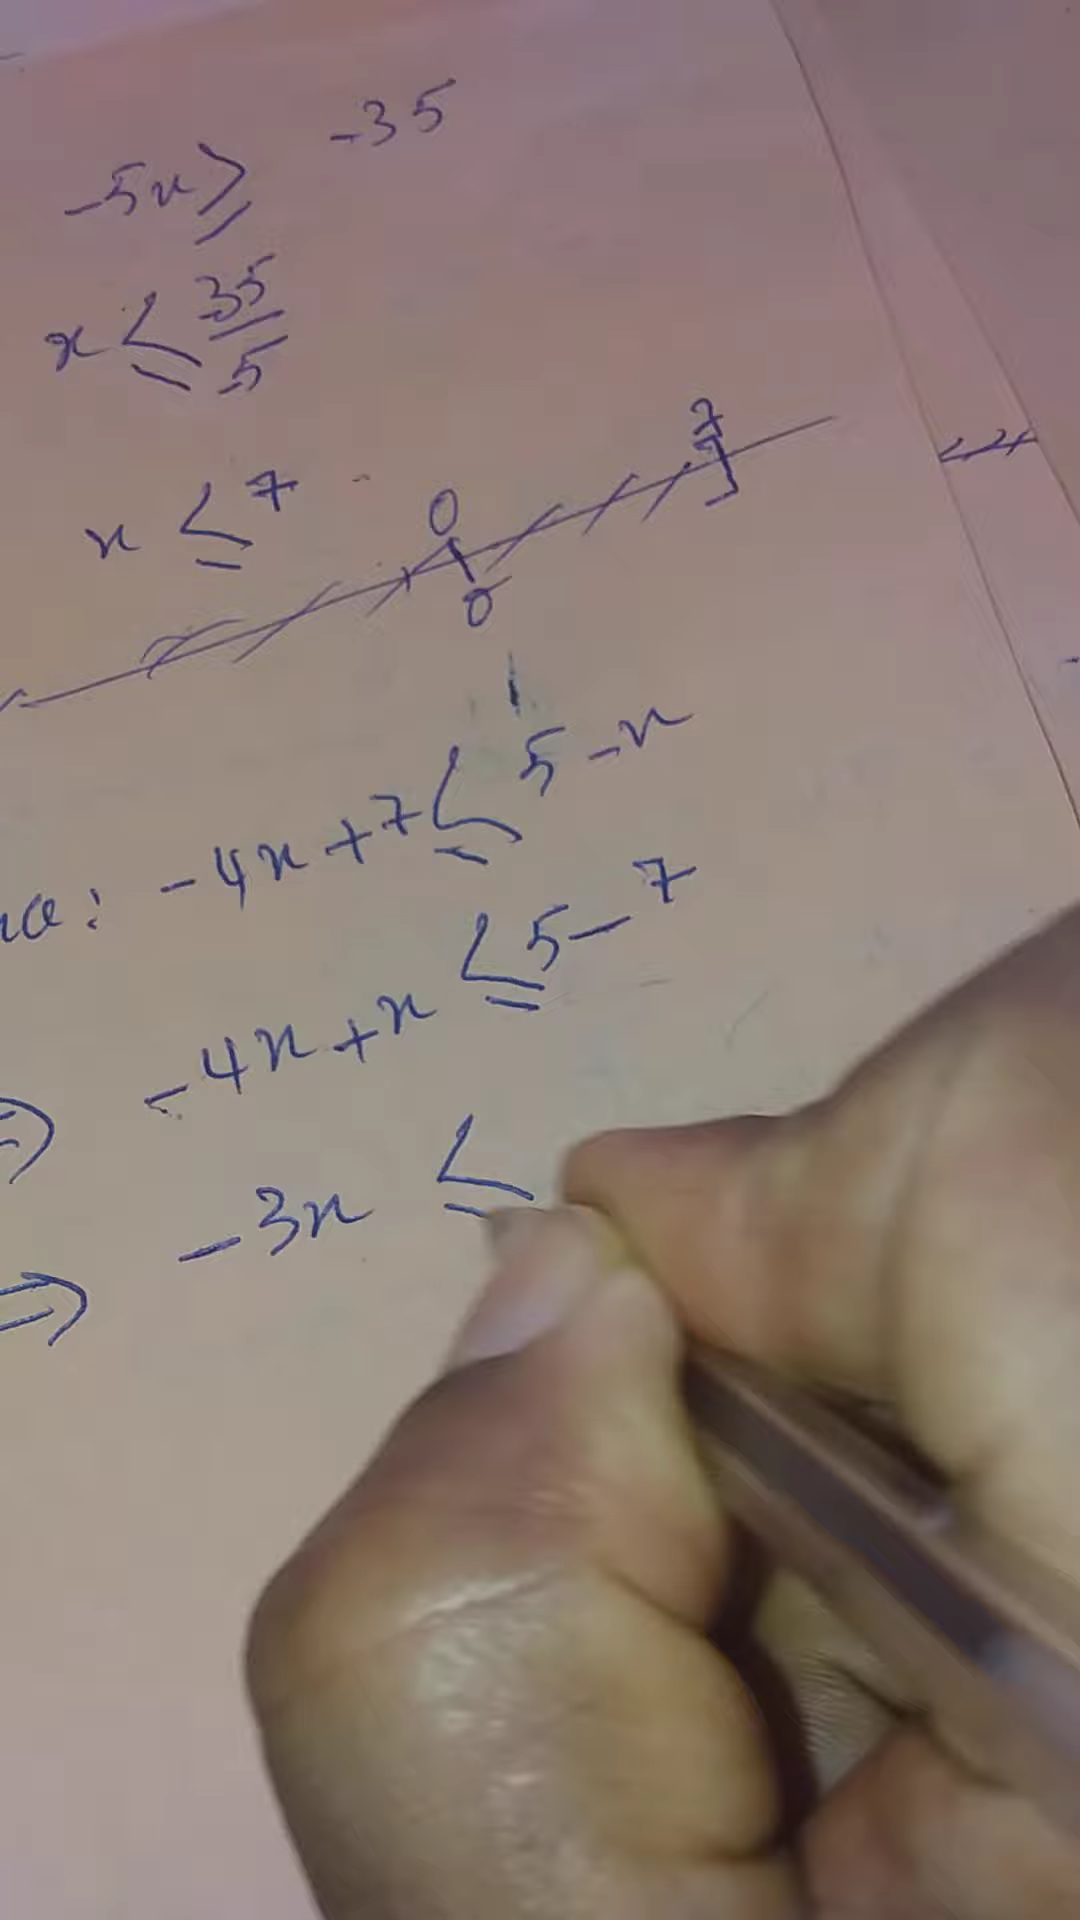 -5x ≥ -35
x ≤ 35/5
x ≤ 7
0 7
0
-4x + 7 ≤ 5 - x
-4x + x ≤ 5 - 7
⇒ -3x ≤
⇒